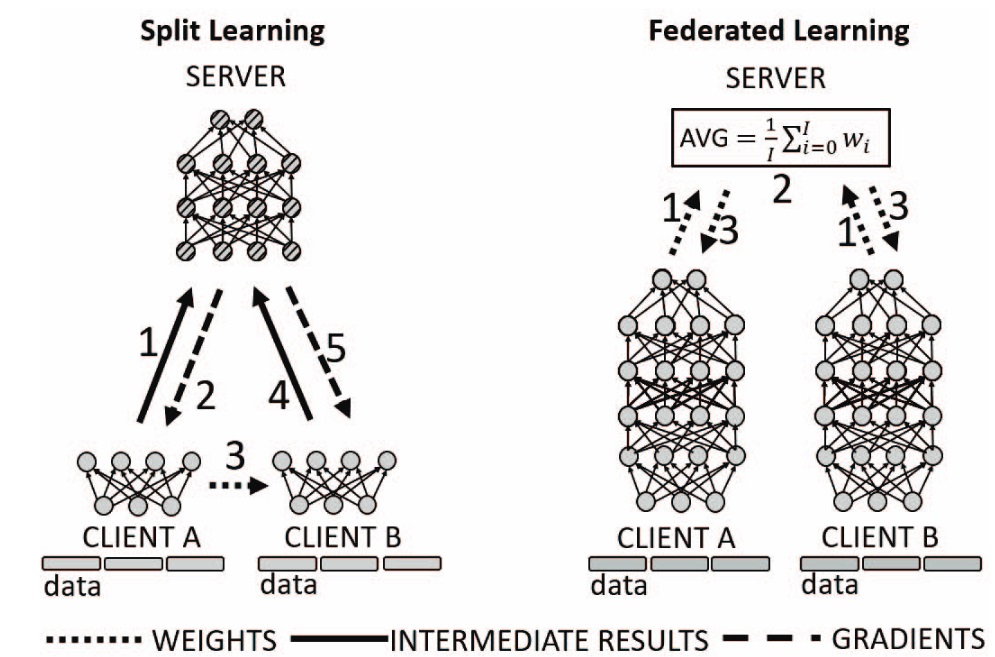 Split Learning
SERVER
1
2
3
4
5
CLIENT A
CLIENT B
data
data
Federated Learning
SERVER
AVG = \frac{1}{I} \sum_{i=0}^{I} w_i
2
1
3
1
3
CLIENT A
CLIENT B
data
data
WEIGHTS
INTERMEDIATE RESULTS
GRADIENTS